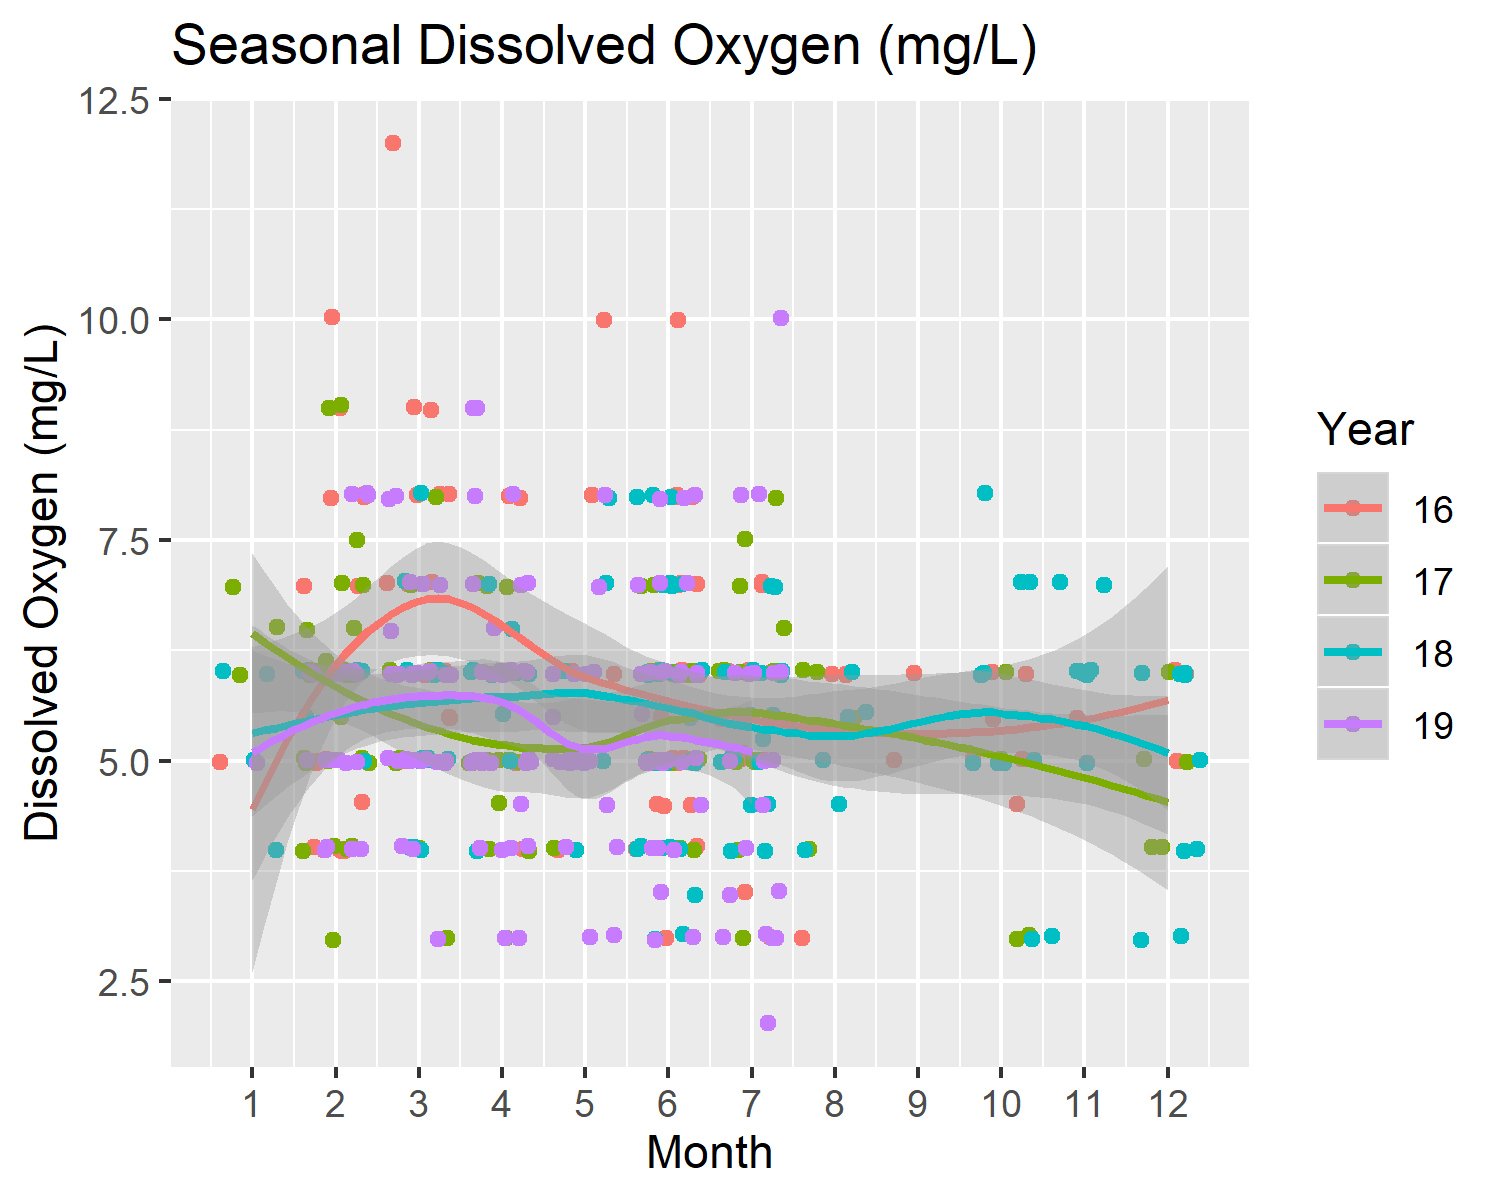 Seasonal Dissolved Oxygen (mg/L)
12.5
10.0
7.5
5.0
2.5
Dissolved Oxygen (mg/L)
1 2 3 4 5 6 7 8 9 10 11 12
Month
Year
16
17
18
19